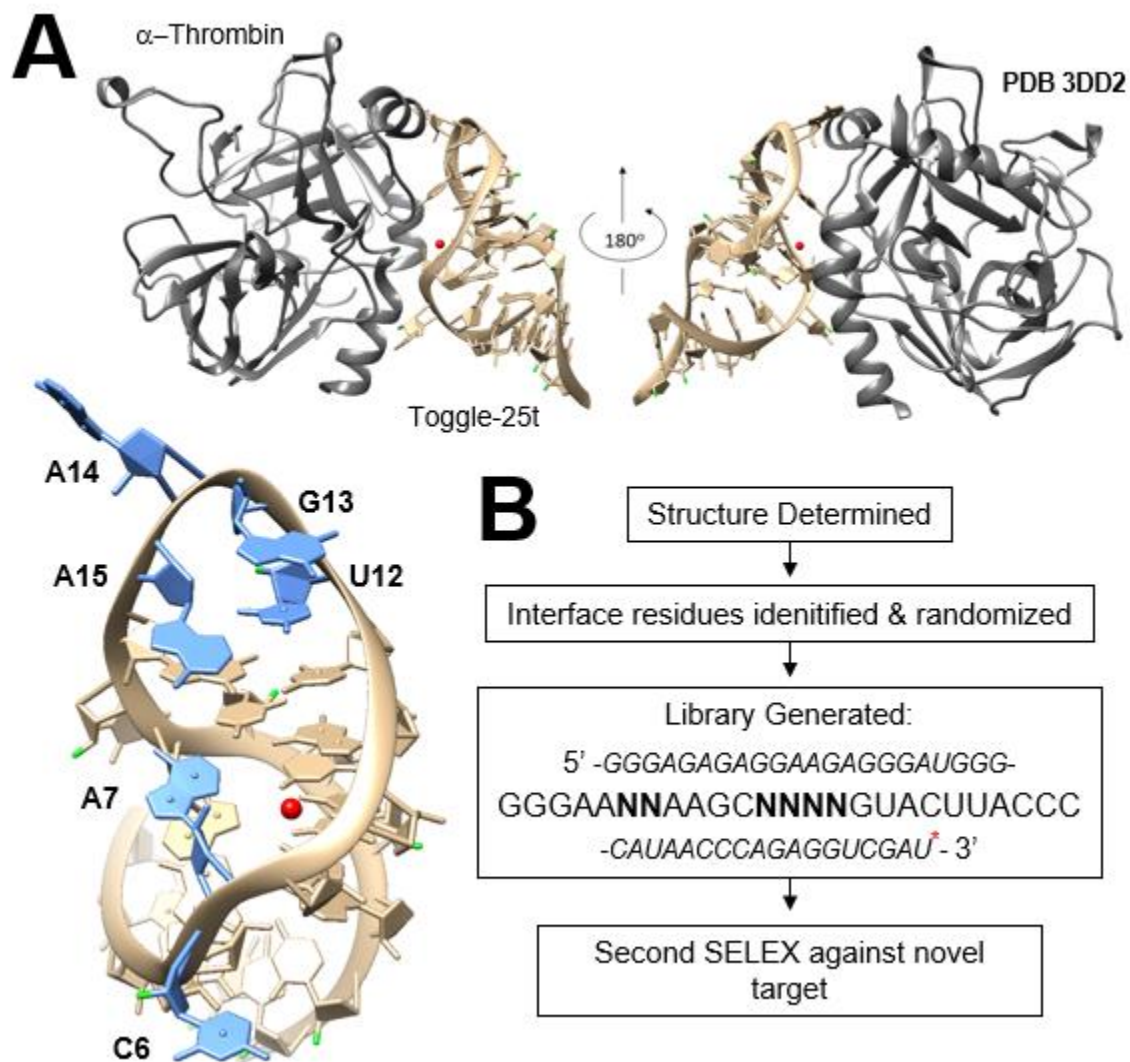 A
α–Thrombin
PDB 3DD2
180°
Toggle-25t
A14
G13
A15
U12
A7
C6
B
Structure Determined
Interface residues idenitified & randomized
Library Generated:
5’ -GGGAGAGAGGAAGAGGGAUGGG-
GGGAANNAAGCNNNNGUACUUACCC
-CAUAACCCAGAGGUCGAU*- 3’
Second SELEX against novel
target